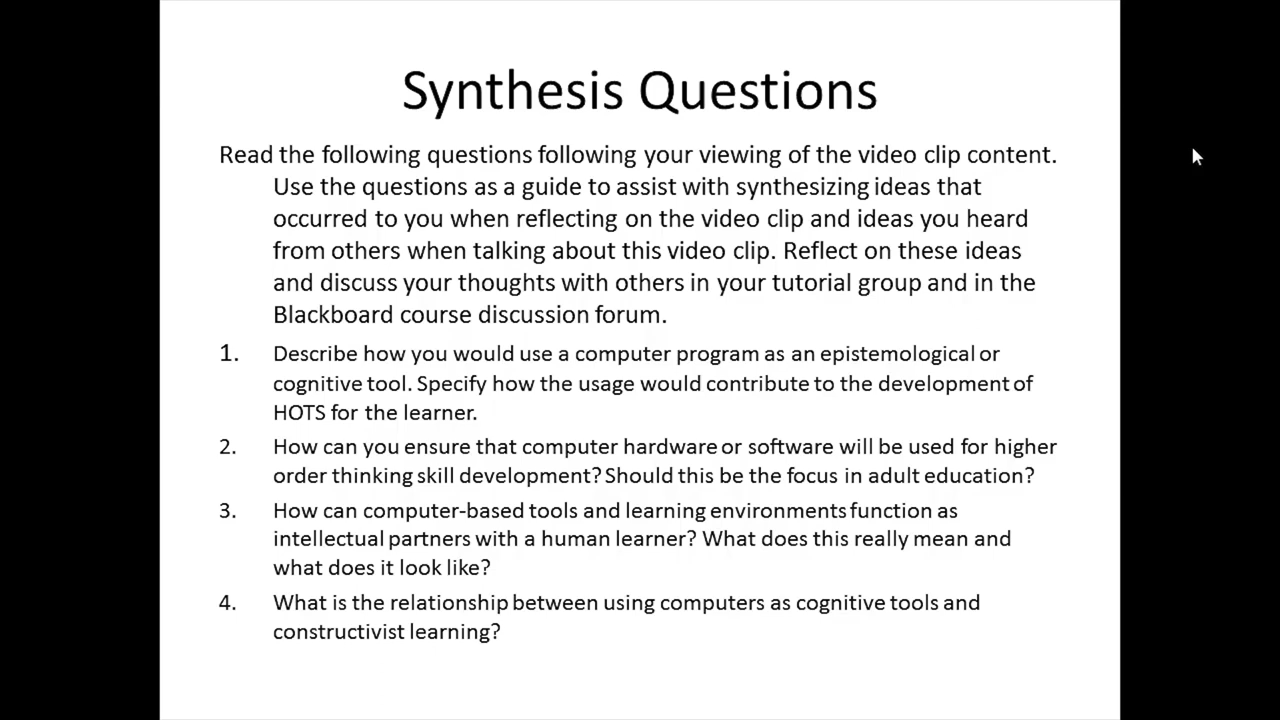 Synthesis Questions
Read the following questions following your viewing of the video clip content.
Use the questions as a guide to assist with synthesizing ideas that
occurred to you when reflecting on the video clip and ideas you heard
from others when talking about this video clip. Reflect on these ideas
and discuss your thoughts with others in your tutorial group and in the
Blackboard course discussion forum.
1. Describe how you would use a computer program as an epistemological or
cognitive tool. Specify how the usage would contribute to the development of
HOTS for the learner.
2. How can you ensure that computer hardware or software will be used for higher
order thinking skill development? Should this be the focus in adult education?
3. How can computer-based tools and learning environments function as
intellectual partners with a human learner? What does this really mean and
what does it look like?
4. What is the relationship between using computers as cognitive tools and
constructivist learning?